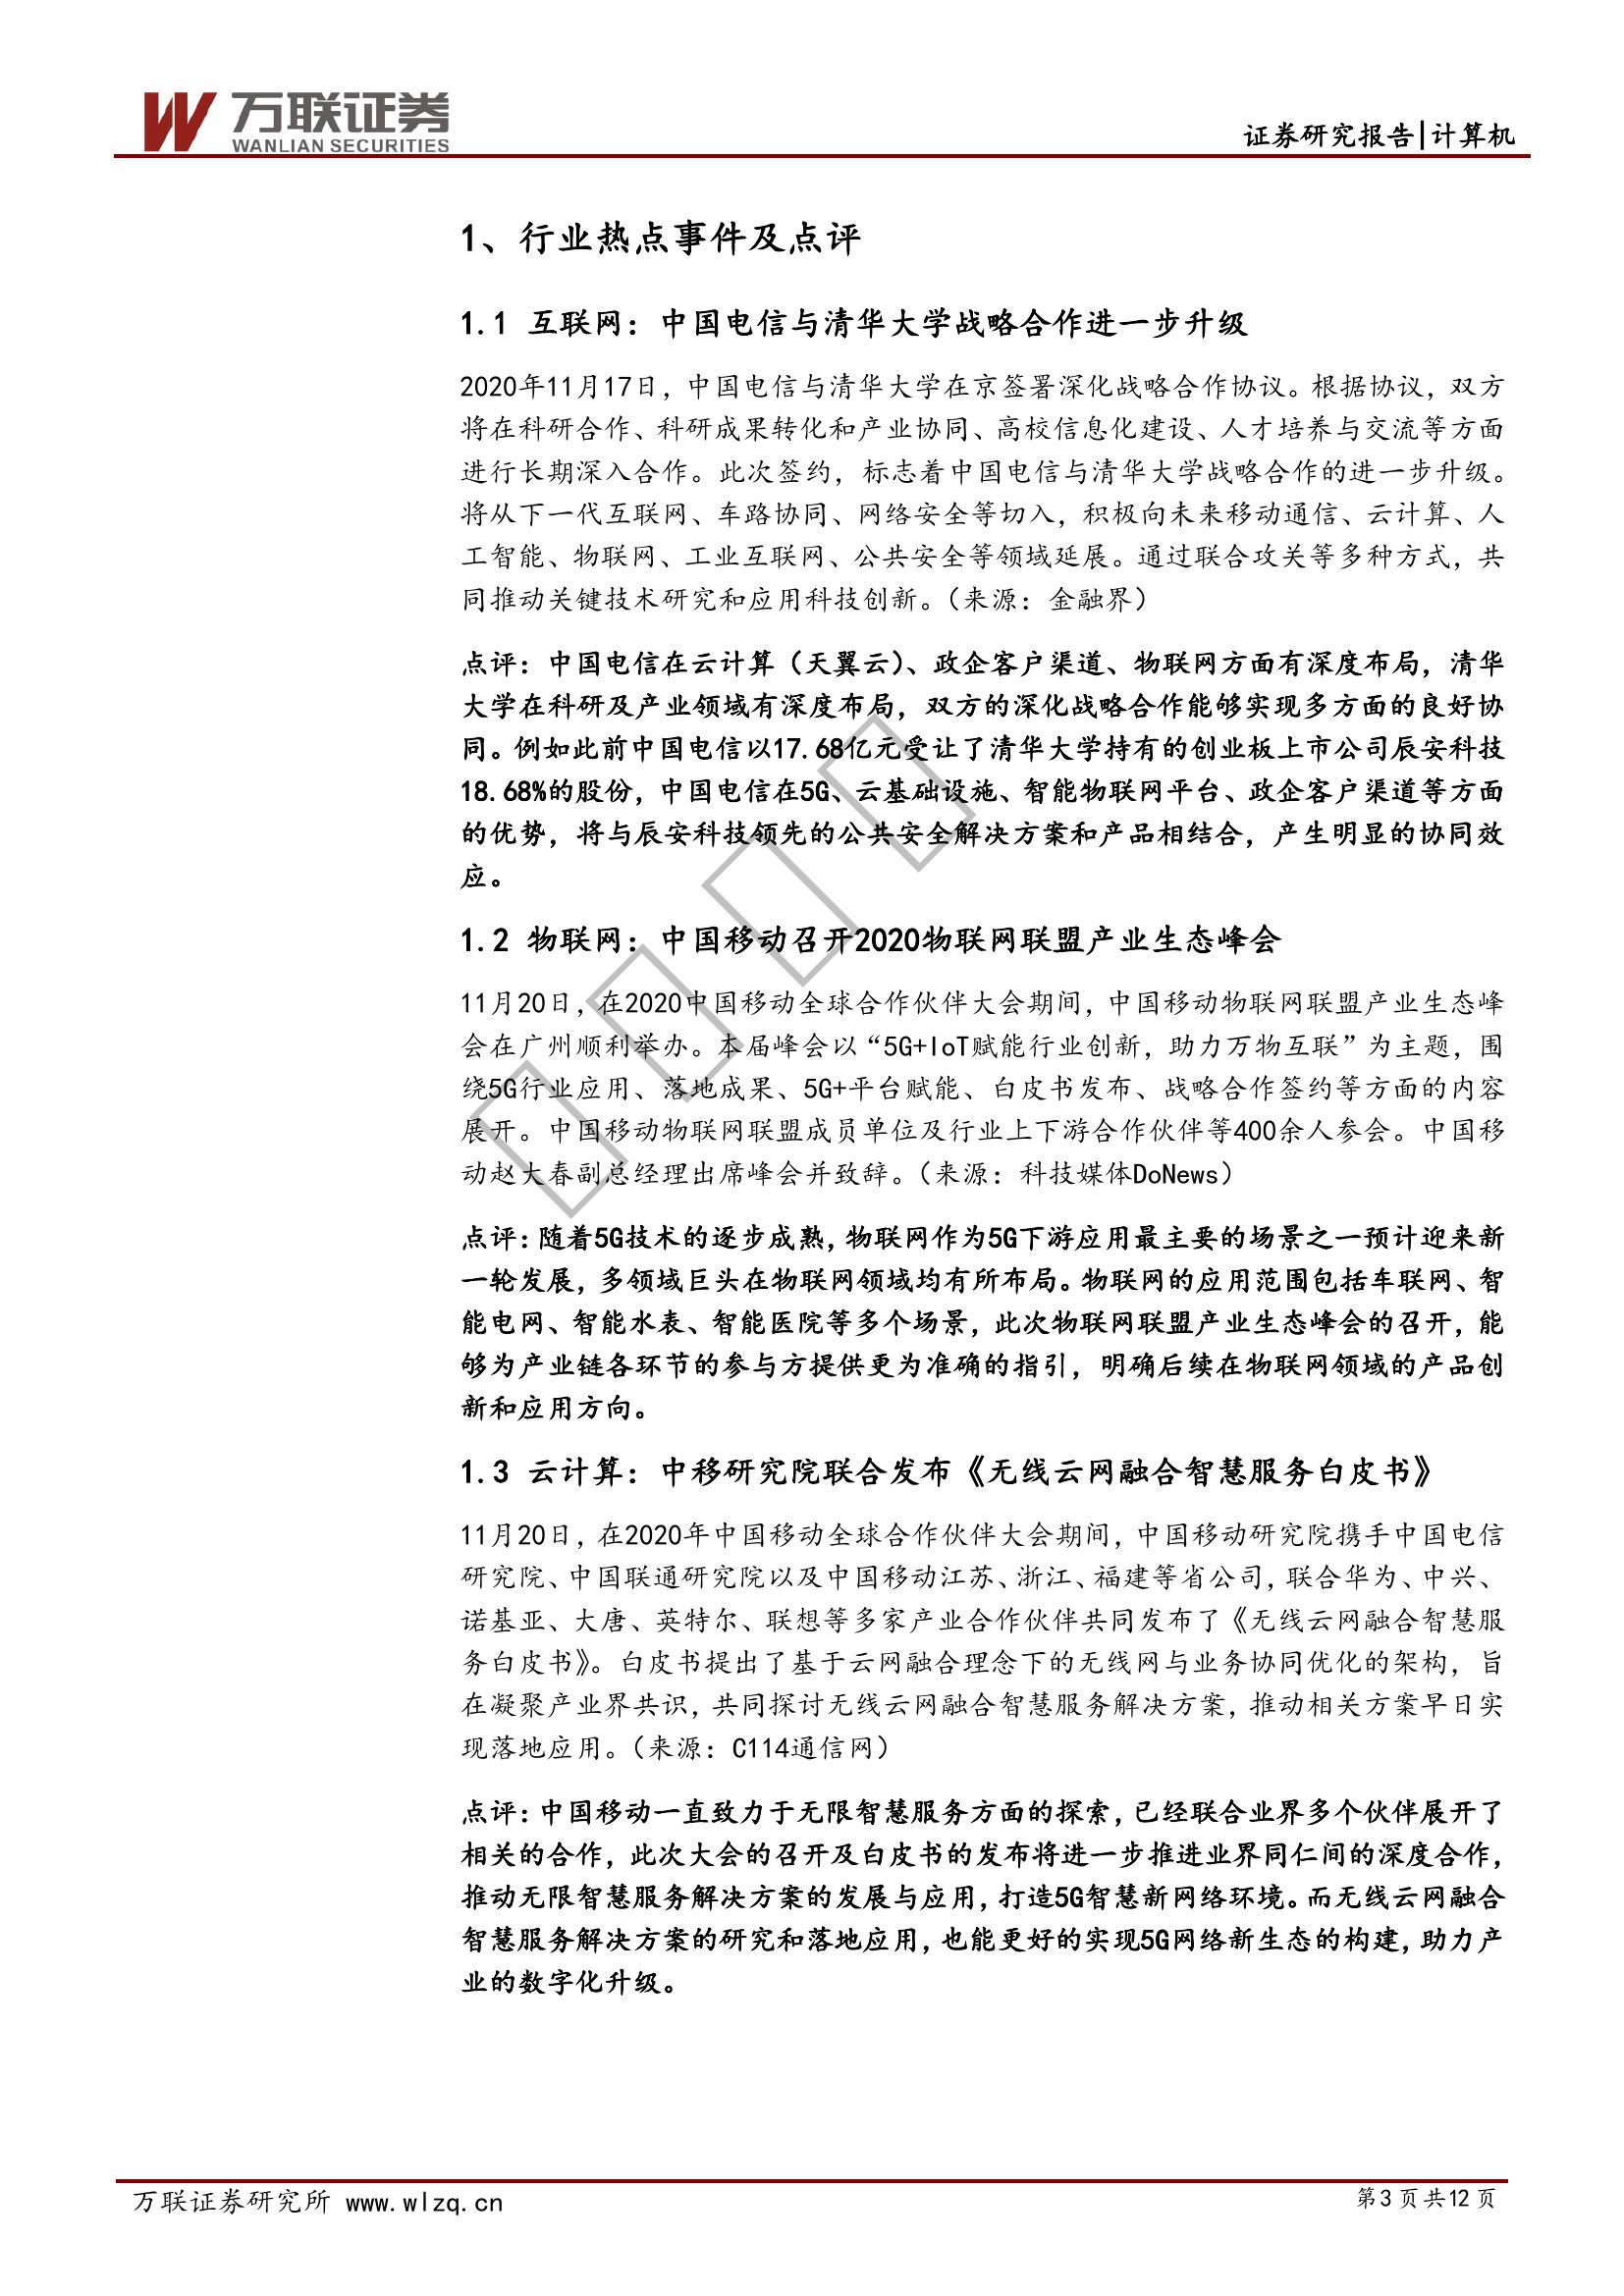 万联证券
WANLIAN SECURITIES
证券研究报告|计算机
1、行业热点事件及点评
1.1 互联网：中国电信与清华大学战略合作进一步升级
2020年11月17日，中国电信与清华大学在京签署深化战略合作协议。根据协议，双方
将在科研合作、科研成果转化和产业协同、高校信息化建设、人才培养与交流等方面
进行长期深入合作。此次签约，标志着中国电信与清华大学战略合作的进一步升级。
将从下一代互联网、车路协同、网络安全等切入，积极向未来移动通信、云计算、人
工智能、物联网、工业互联网、公共安全等领域延展。通过联合攻关等多种方式，共
同推动关键技术研究和应用科技创新。（来源：金融界）
点评：中国电信在云计算（天翼云）、政企客户渠道、物联网方面有深度布局，清华
大学在科研及产业领域有深度布局，双方的深化战略合作能够实现多方面的良好协
同。例如此前中国电信以17.68亿元受让了清华大学持有的创业板上市公司辰安科技
18.68%的股份，中国电信在5G、云基础设施、智能物联网平台、政企客户渠道等方面
的优势，将与辰安科技领先的公共安全解决方案和产品相结合，产生明显的协同效
应。
1.2 物联网：中国移动召开2020物联网联盟产业生态峰会
11月20日，在2020中国移动全球合作伙伴大会期间，中国移动物联网联盟产业生态峰
会在广州顺利举办。本届峰会以“5G+IoT赋能行业创新，助力万物互联”为主题，围
绕5G行业应用、落地成果、5G+平台赋能、白皮书发布、战略合作签约等方面的内容
展开。中国移动物联网联盟成员单位及行业上下游合作伙伴等400余人参会。中国移
动赵大春副总经理出席峰会并致辞。（来源：科技媒体DoNews）
点评：随着5G技术的逐步成熟，物联网作为5G下游应用最主要的场景之一预计迎来新
一轮发展，多领域巨头在物联网领域均有所布局。物联网的应用范围包括车联网、智
能电网、智能水表、智能医院等多个场景，此次物联网联盟产业生态峰会的召开，能
够为产业链各环节的参与方提供更为准确的指引，明确后续在物联网领域的产品创
新和应用方向。
1.3 云计算：中移研究院联合发布《无线云网融合智慧服务白皮书》
11月20日，在2020年中国移动全球合作伙伴大会期间，中国移动研究院携手中国电信
研究院、中国联通研究院以及中国移动江苏、浙江、福建等省公司，联合华为、中兴、
诺基亚、大唐、英特尔、联想等多家产业合作伙伴共同发布了《无线云网融合智慧服
务白皮书》。白皮书提出了基于云网融合理念下的无线网与业务协同优化的架构，旨
在凝聚产业界共识，共同探讨无线云网融合智慧服务解决方案，推动相关方案早日实
现落地应用。（来源：C114通信网）
点评：中国移动一直致力于无限智慧服务方面的探索，已经联合业界多个伙伴展开了
相关的合作，此次大会的召开及白皮书的发布将进一步推进业界同仁间的深度合作，
推动无限智慧服务解决方案的发展与应用，打造5G智慧新网络环境。而无线云网融合
智慧服务解决方案的研究和落地应用，也能更好的实现5G网络新生态的构建，助力产
业的数字化升级。
万联证券研究所 www.wlzq.cn
第3页共12页